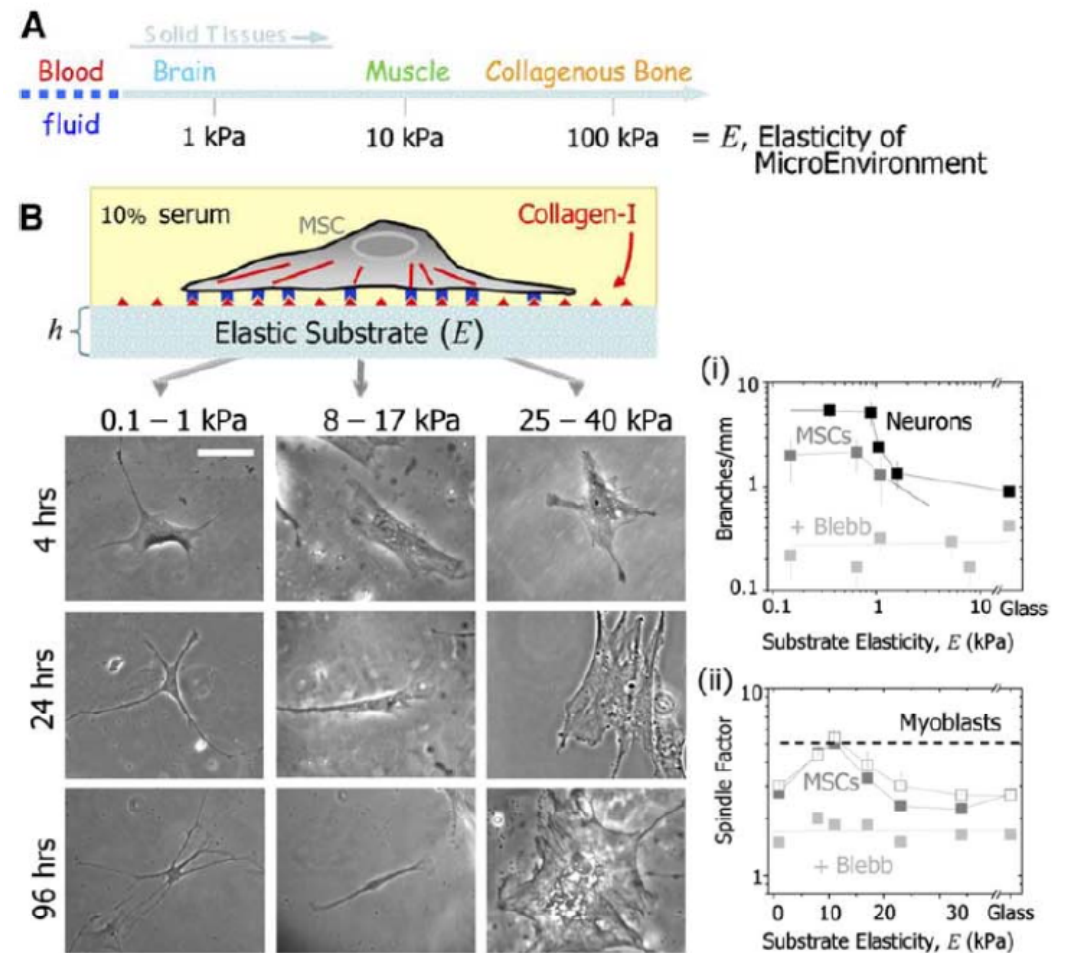 A
Solid Tissues
Blood Brain Muscle Collagenous Bone
fluid
1 kPa 10 kPa 100 kPa = E, Elasticity of
MicroEnvironment
B
10% serum MSC Collagen-I
h Elastic Substrate (E)
0.1 – 1 kPa 8 – 17 kPa 25 – 40 kPa
4 hrs
24 hrs
96 hrs
(i)
Branches/mm
10
1
0.1
Neurons
MSCs
+ Blebb
0.1 1 10 Glass
Substrate Elasticity, E (kPa)
(ii)
Spindle Factor
10
1
Myoblasts
MSCs
+ Blebb
0 10 20 30 Glass
Substrate Elasticity, E (kPa)